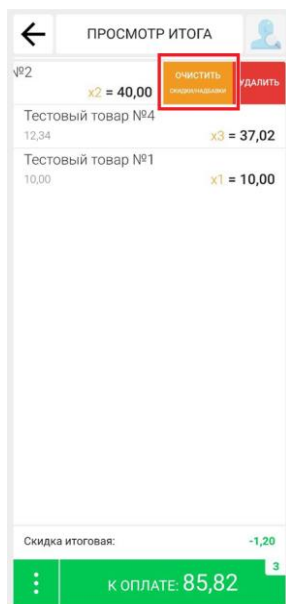 ПРОСМОТР ИТОГА
№2
x2 = 40,00
ОЧИСТИТЬ
СКИДКИ/НАДБАВКИ
УДАЛИТЬ
Тестовый товар №4
12,34
x3 = 37,02
Тестовый товар №1
10,00
x1 = 10,00
Скидка итоговая:
-1,20
3
К ОПЛАТЕ: 85,82